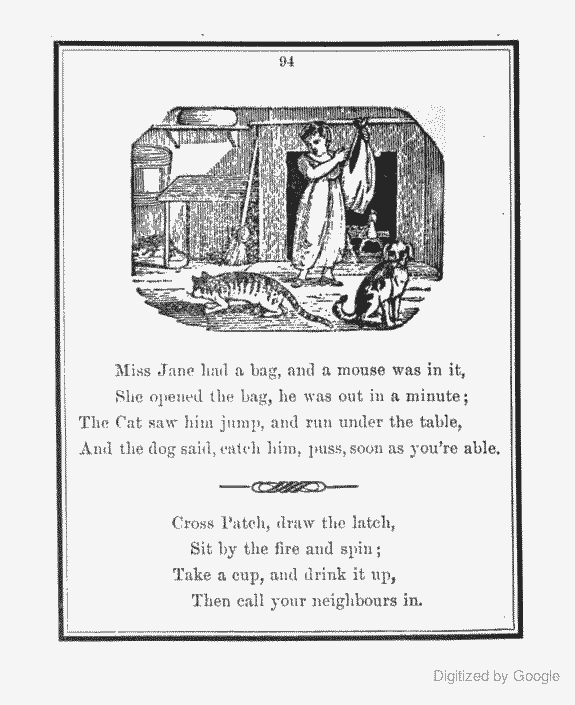 94
Miss Jane had a bag, and a mouse was in it,
She opened the bag, he was out in a minute;
The Cat saw him jump, and run under the table,
And the dog said, catch him, puss, soon as you're able.
Cross Patch, draw the latch,
Sit by the fire and spin;
Take a cup, and drink it up,
Then call your neighbours in.
Digitized by Google